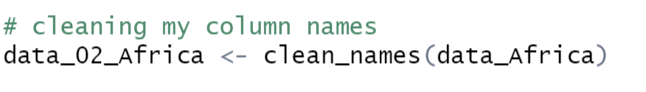 # cleaning my column names
data_02_Africa <- clean_names(data_Africa)